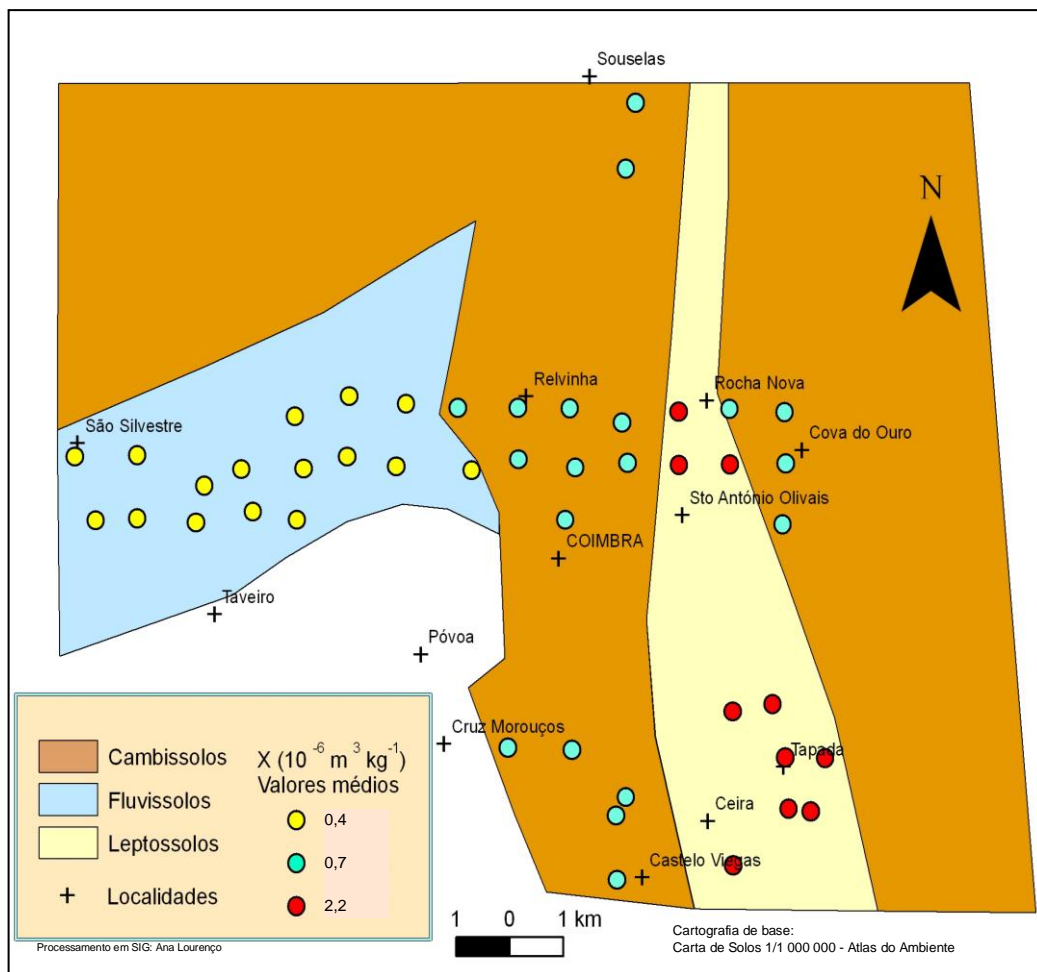 Souselas
N
Relvinha
Rocha Nova
São Silvestre
Cova do Ouro
Sto António Olivais
COIMBRA
Taveiro
Póvoa
Cruz Morouços
Tapada
Ceira
Castelo Viegas
Cambissolos
Fluvissolos
Leptossolos
Localidades
X (10 -6 m 3 kg-1)
Valores médios
0,4
0,7
2,2
Processamento em SIG: Ana Lourenço
1 0 1 km
Cartografia de base:
Carta de Solos 1/1 000 000 - Atlas do Ambiente